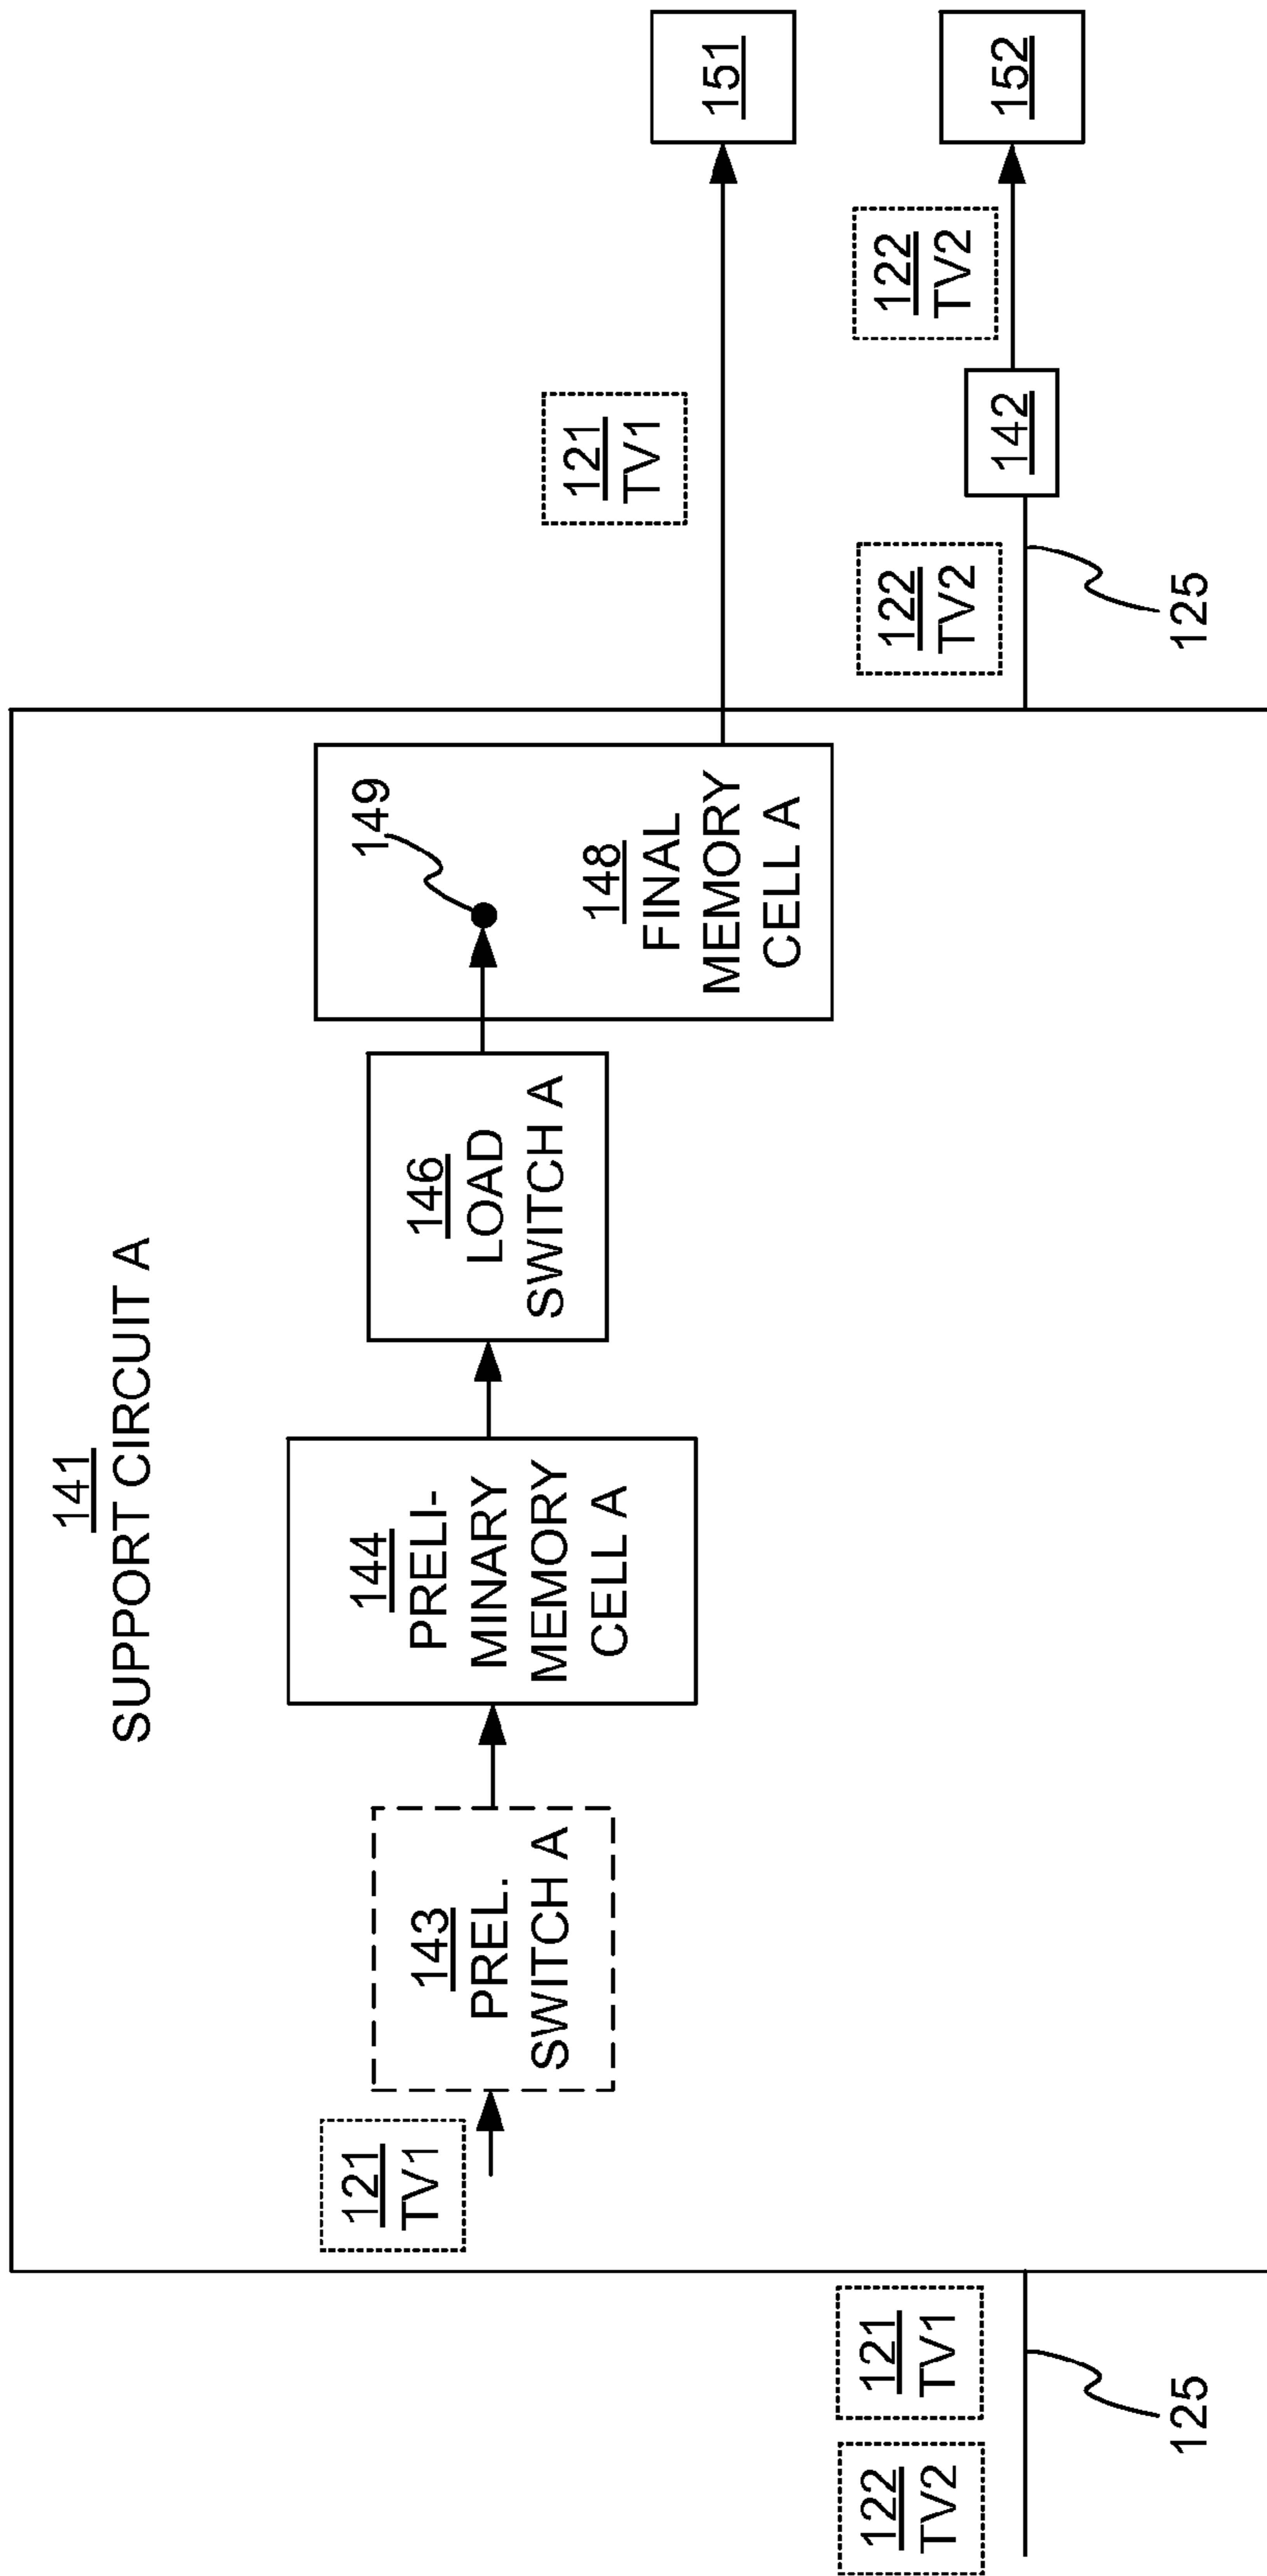 141
SUPPORT CIRCUIT A
121
TV1
143
PREL.
SWITCH A
144
PRELI-
MINARY
MEMORY
CELL A
146
LOAD
SWITCH A
149
148
FINAL
MEMORY
CELL A
121
TV1
151
122
TV2
121
TV1
125
122
TV2
125
142
122
TV2
152